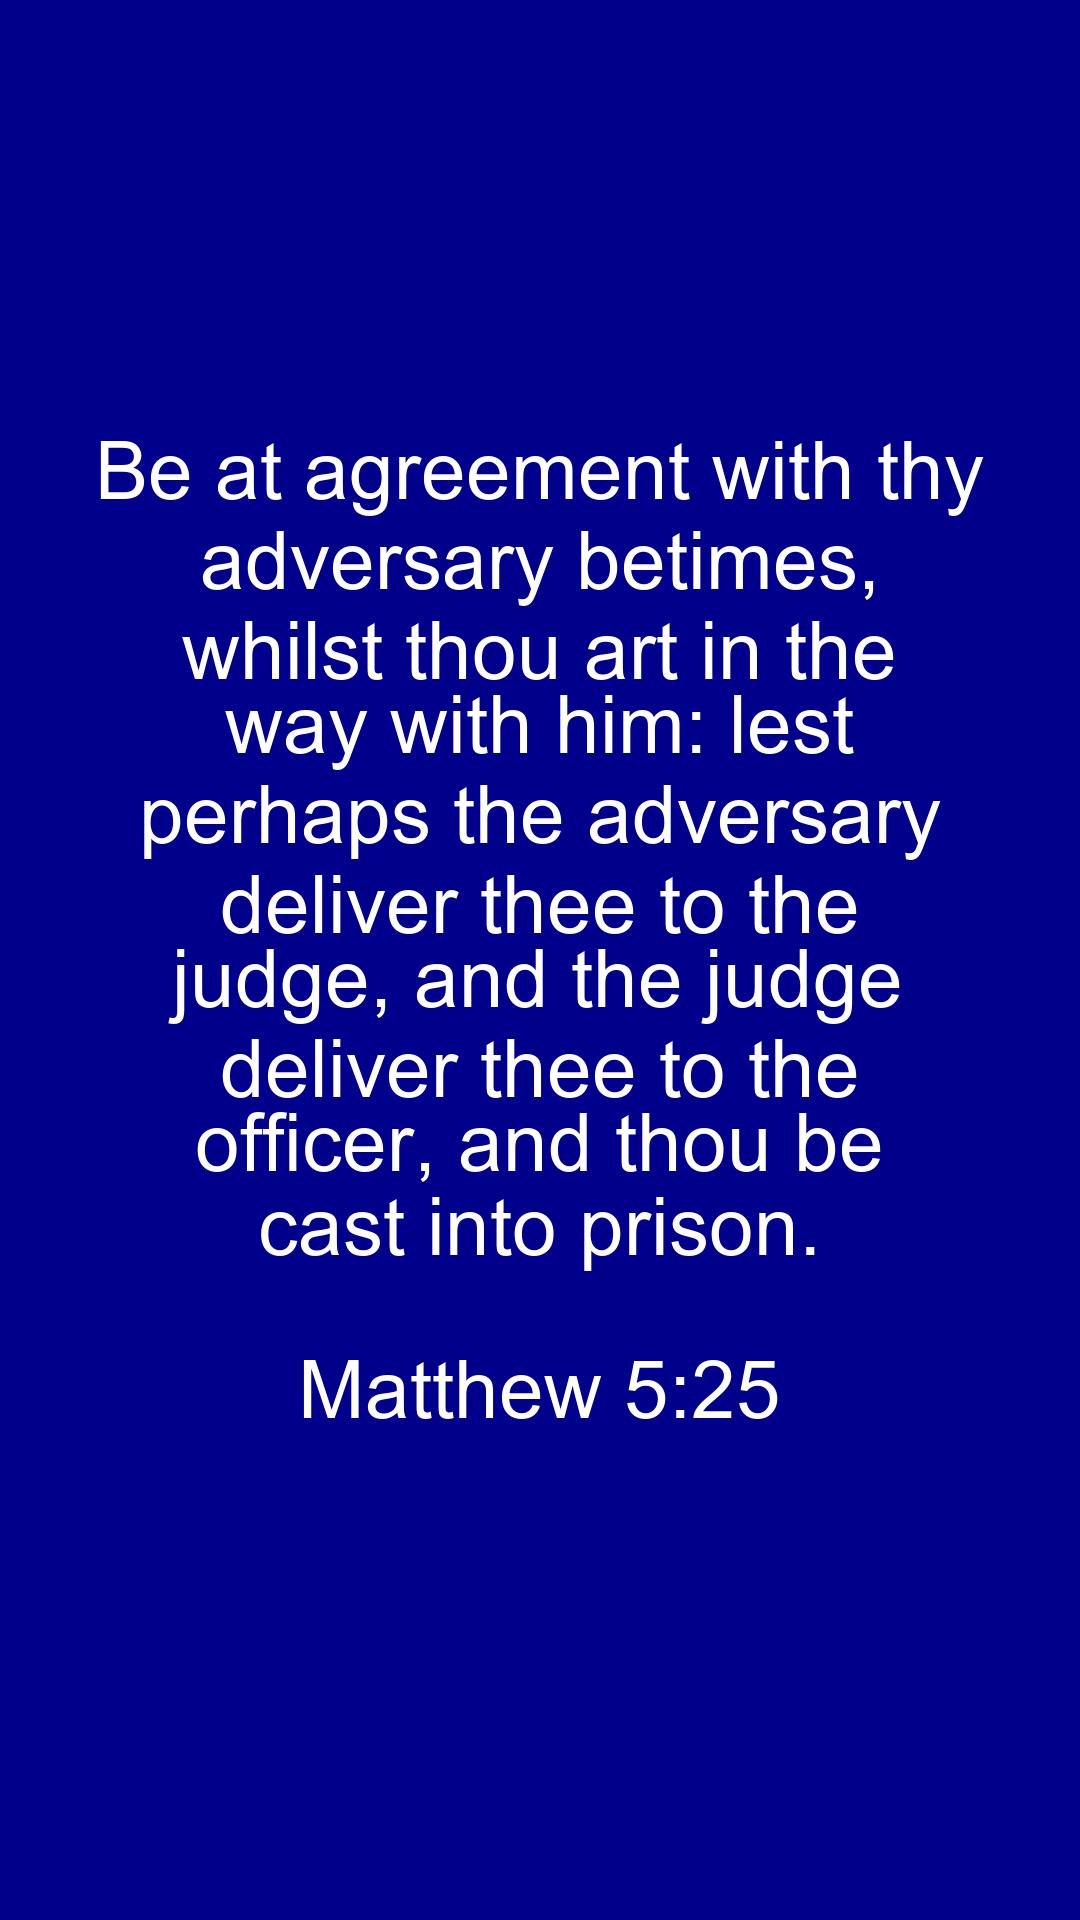 Be at agreement with thy
adversary betimes,
whilst thou art in the
way with him: lest
perhaps the adversary
deliver thee to the
judge, and the judge
deliver thee to the
officer, and thou be
cast into prison.
Matthew 5:25